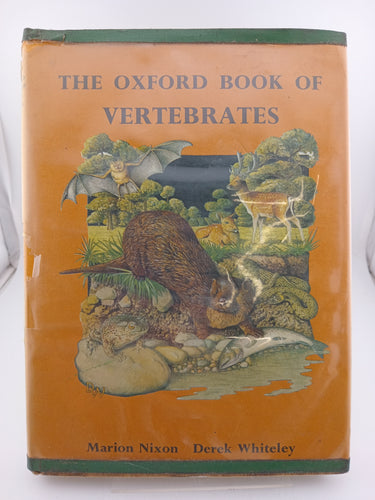 THE OXFORD BOOK OF
VERTEBRATES
Marion Nixon Derek Whiteley